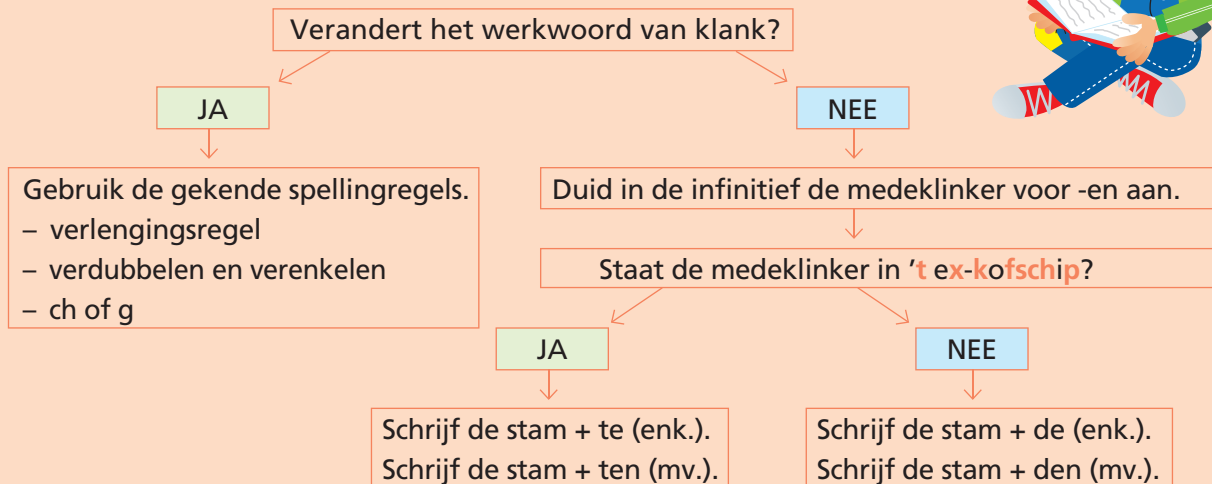 Verandert het werkwoord van klank?
JA
NEE
Gebruik de gekende spellingregels.
– verlengingsregel
– verdubbelen en verenkelen
– ch of g
Duid in de infinitief de medeklinker voor -en aan.
Staat de medeklinker in ’t ex-kofschip?
JA
NEE
Schrijf de stam + te (enk.).
Schrijf de stam + ten (mv.).
Schrijf de stam + de (enk.).
Schrijf de stam + den (mv.).